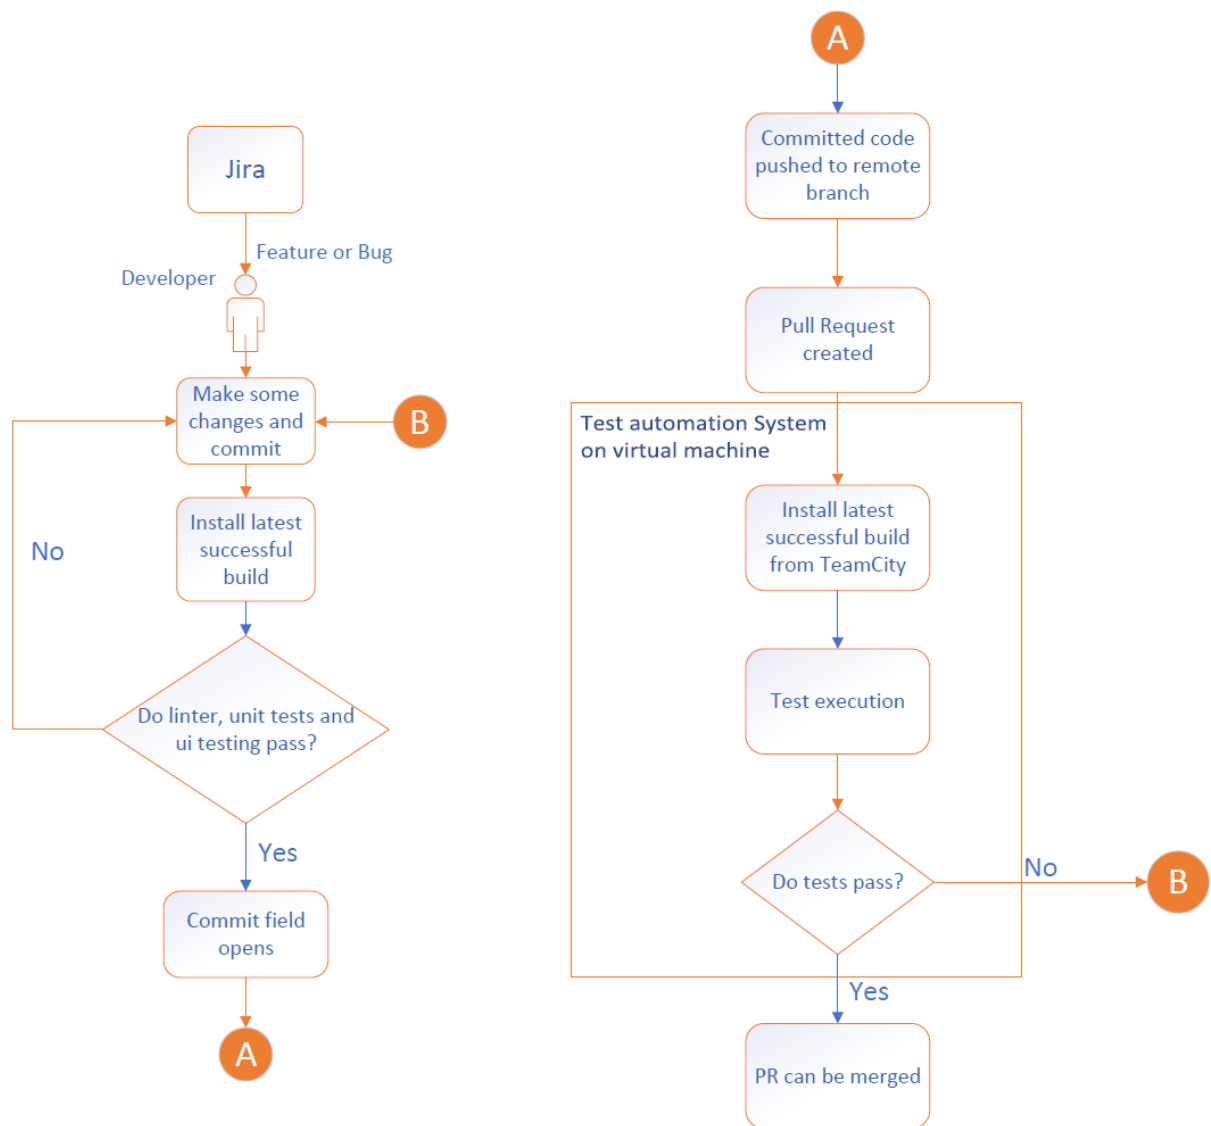 Jira
Feature or Bug
Developer
Make some
changes and
commit
B
Install latest
successful
build
No
Do linter, unit tests and
ui testing pass?
Yes
Commit field
opens
A
A
Committed code
pushed to remote
branch
Pull Request
created
Test automation System
on virtual machine
Install latest
successful build
from TeamCity
Test execution
Do tests pass?
No
B
Yes
PR can be merged